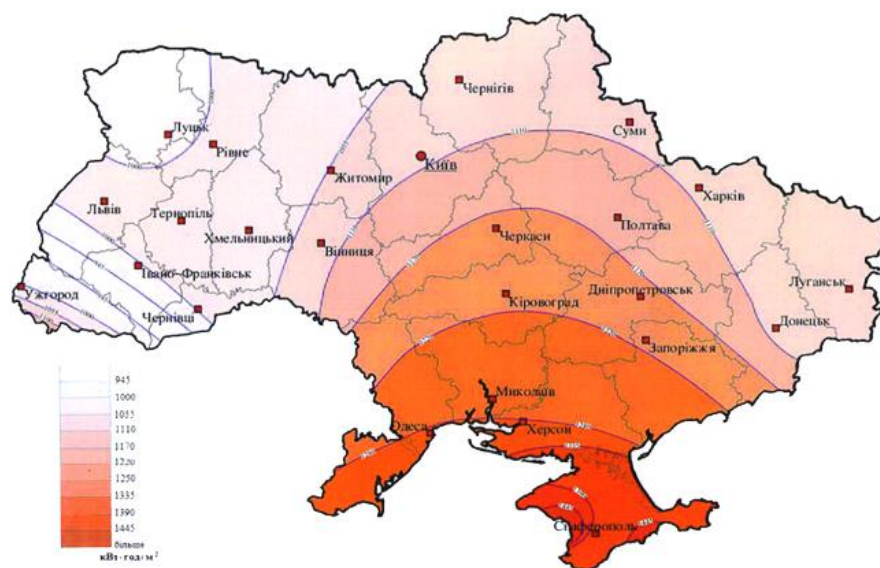 Чернігів
Луцьк
Рівне
Суми
Київ
Житомир
Львів
Харків
Тернопіль
Хмельницький
Вінниця
Черкаси
Полтава
Івано-Франківськ
Ужгород
Чернівці
Кіровоград
Дніпропетровськ
Луганськ
Донецьк
Запоріжжя
Миколаїв
Одеса
Херсон
945
1000
1055
1110
1170
1220
1250
1335
1390
1445
більше
кВт·год/м²